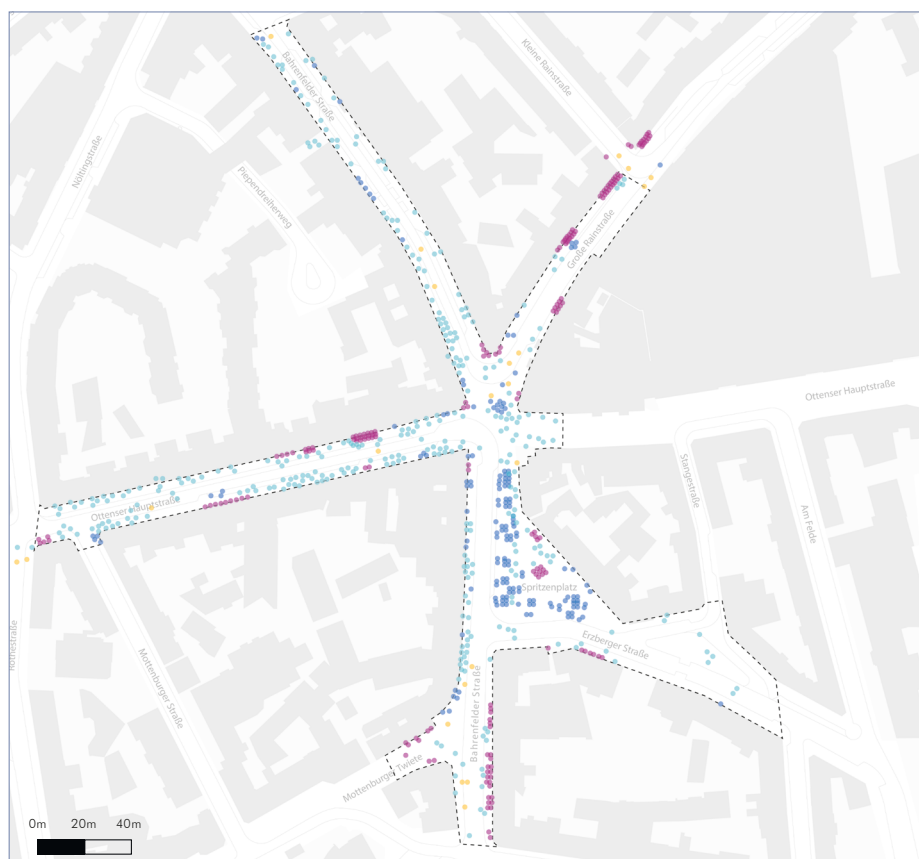 Kleine Rainstraße
Bahrenfelder Straße
Nöltingstraße
Piependreiherweg
Große Rainstraße
Ottenser Hauptstraße
Stangestraße
Ottenser Hauptstraße
Am Felde
Spritzenplatz
Erzberger Straße
Mottenburger Straße
Bahrenfelder Straße
Mottenburger Twiete
0m 20m 40m